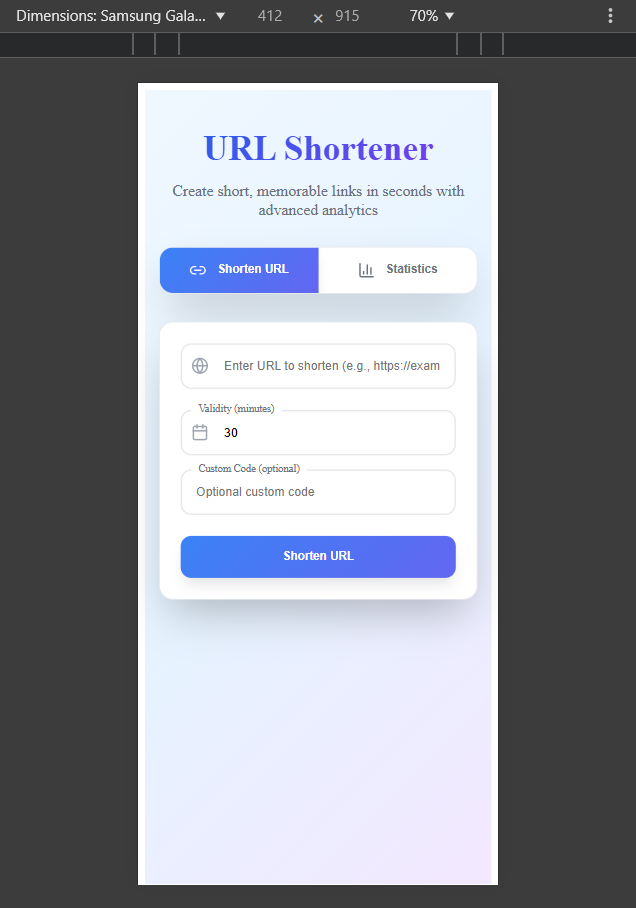 Dimensions: Samsung Gala... 412 × 915 70%
URL Shortener
Create short, memorable links in seconds with
advanced analytics
Shorten URL Statistics
Enter URL to shorten (e.g., https://exam
Validity (minutes)
30
Custom Code (optional)
Optional custom code
Shorten URL